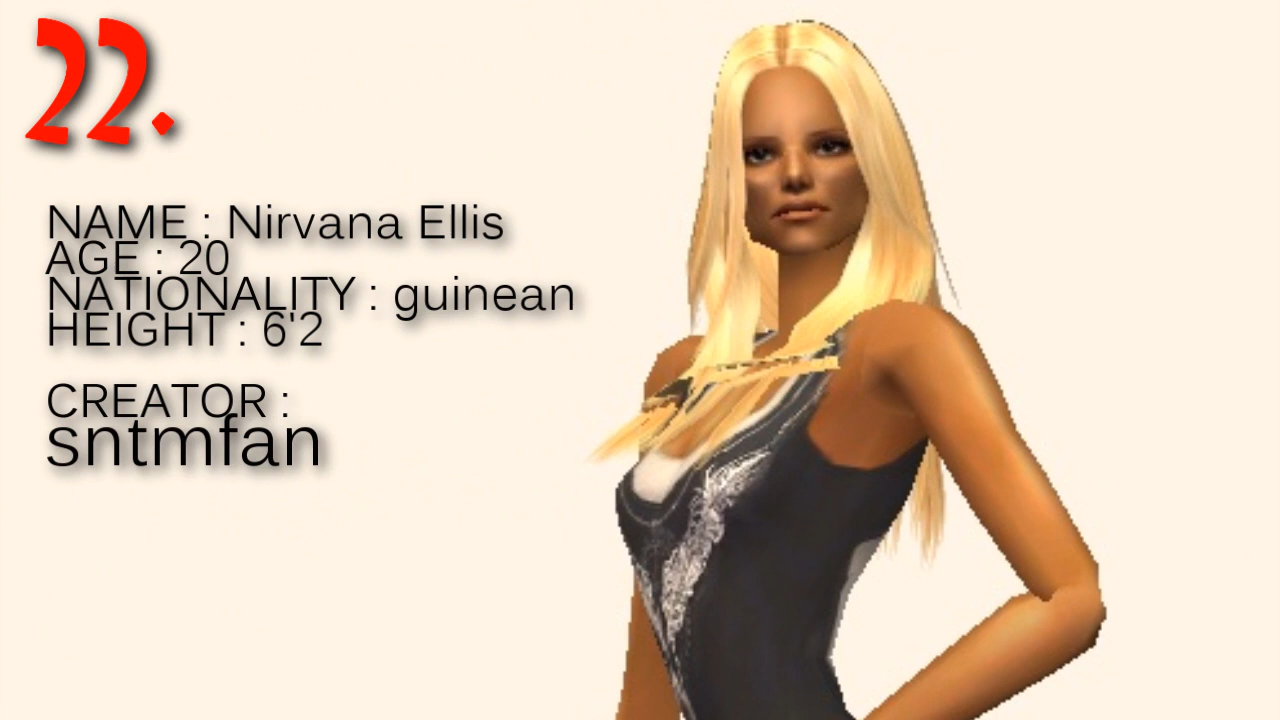 22.
NAME : Nirvana Ellis
AGE : 20
NATIONALITY : guinean
HEIGHT : 6'2
CREATOR :
sntmfan